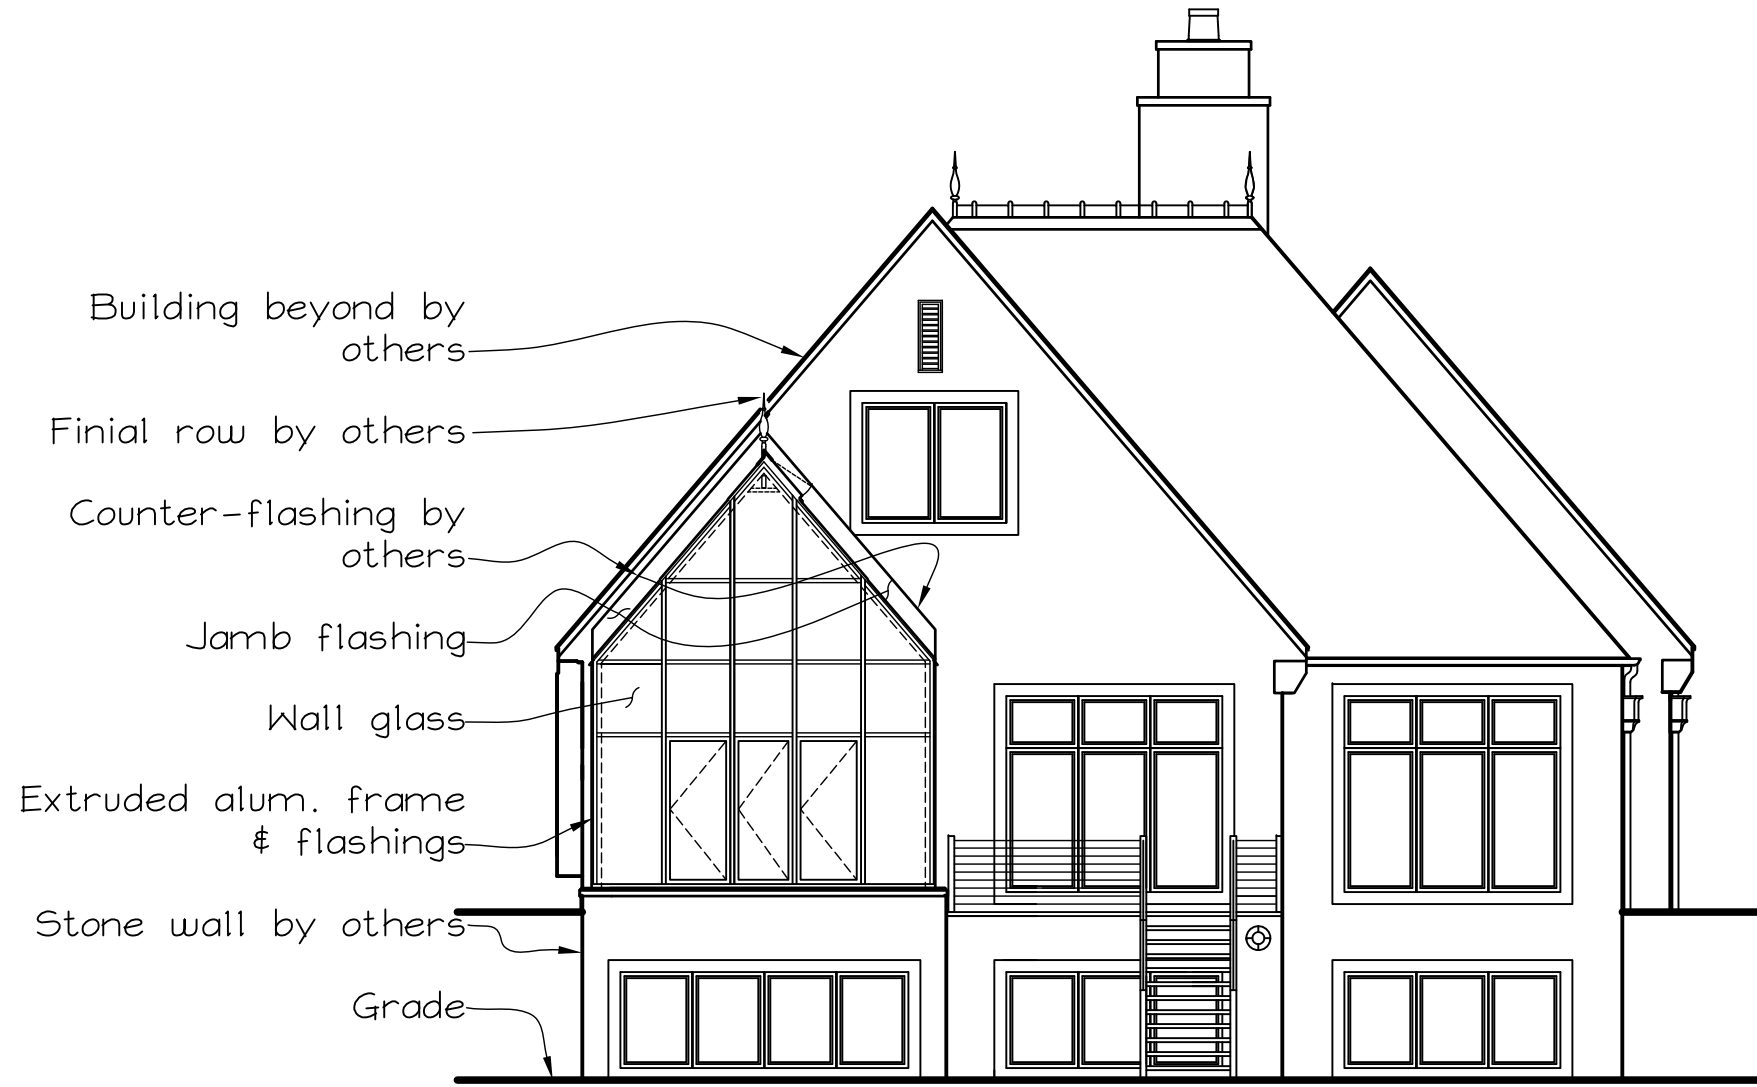 Building beyond by
others
Finial row by others
Counter-flashing by
others
Jamb flashing
Wall glass
Extruded alum. frame
& flashings
Stone wall by others
Grade